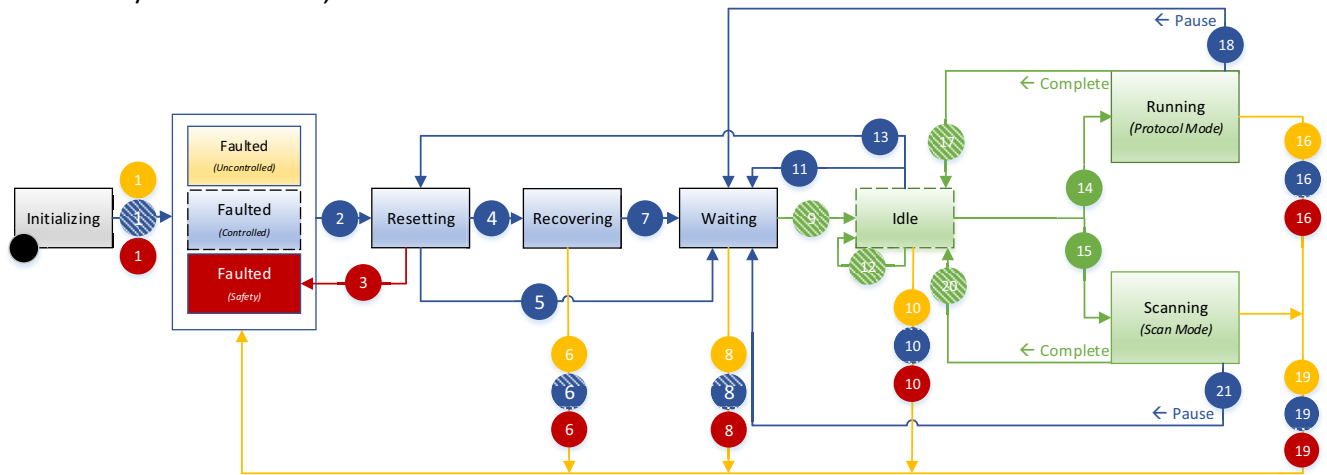 ← Pause
18
← Complete
Running
(Protocol Mode)
Faulted
(Uncontrolled)
13
17
16
16
16
11
1
1
1
14
Initializing
Faulted
(Controlled)
2
Resetting
4
Recovering
7
Waiting
9
Idle
15
12
20
Faulted
(Safety)
3
5
10
10
10
Scanning
(Scan Mode)
← Complete
6
6
6
8
8
8
21
19
19
19
← Pause